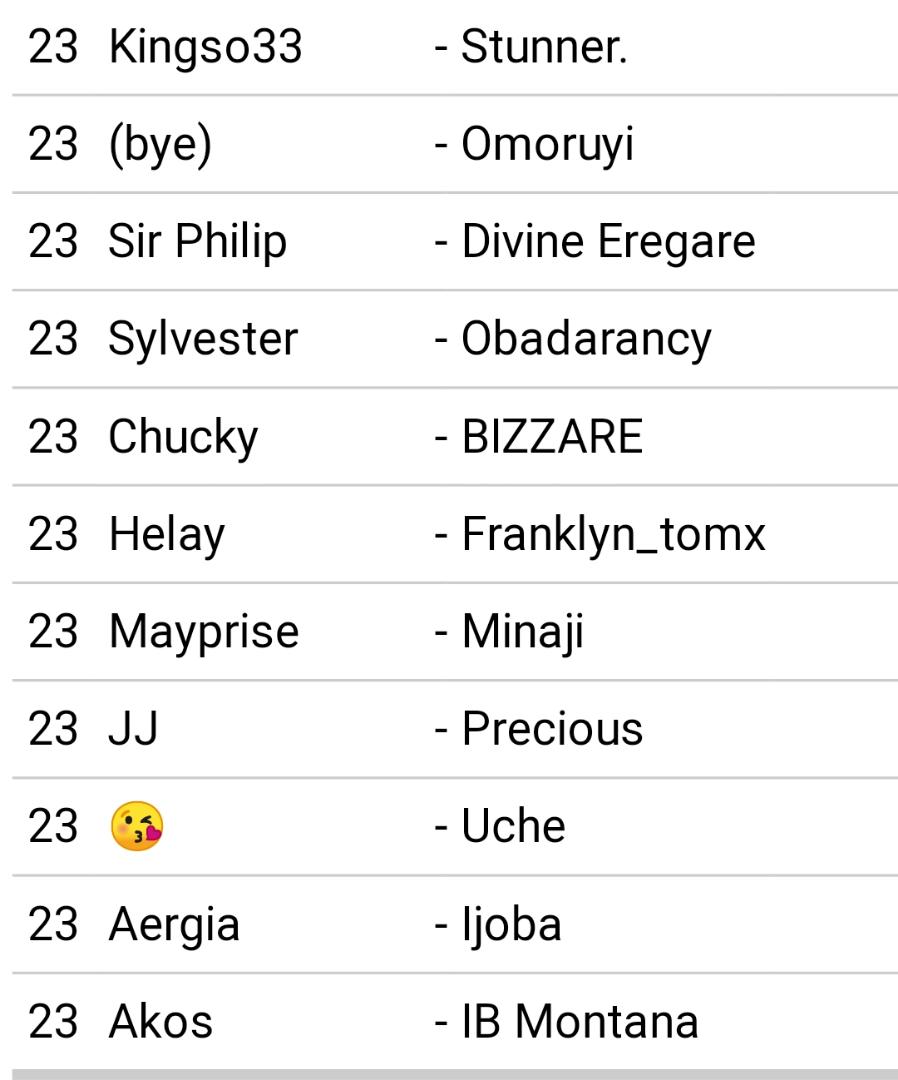 23 Kingso33 - Stunner.
23 (bye) - Omoruyi
23 Sir Philip - Divine Eregare
23 Sylvester - Obadarancy
23 Chucky - BIZZARE
23 Helay - Franklyn_tomx
23 Mayprise - Minaji
23 JJ - Precious
23 😘 - Uche
23 Aergia - Ijoba
23 Akos - IB Montana